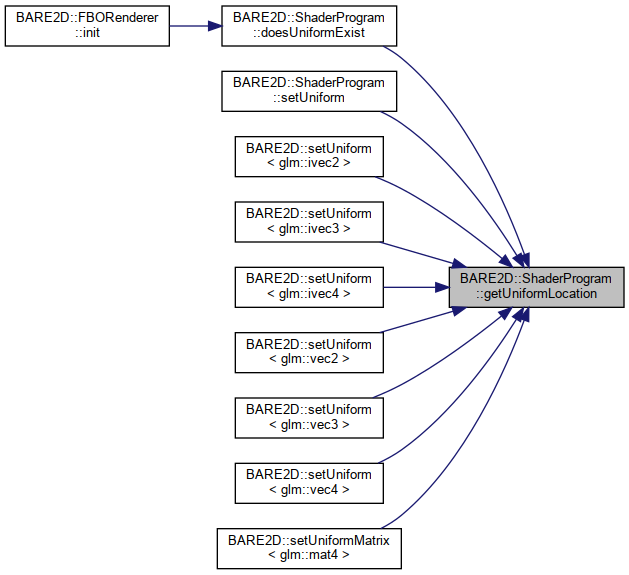 BARE2D::FBORenderer
::init
BARE2D::ShaderProgram
::doesUniformExist
BARE2D::ShaderProgram
::setUniform
BARE2D::setUniform
< glm::ivec2 >
BARE2D::setUniform
< glm::ivec3 >
BARE2D::ShaderProgram
::getUniformLocation
BARE2D::setUniform
< glm::ivec4 >
BARE2D::setUniform
< glm::vec2 >
BARE2D::setUniform
< glm::vec3 >
BARE2D::setUniform
< glm::vec4 >
BARE2D::setUniformMatrix
< glm::mat4 >